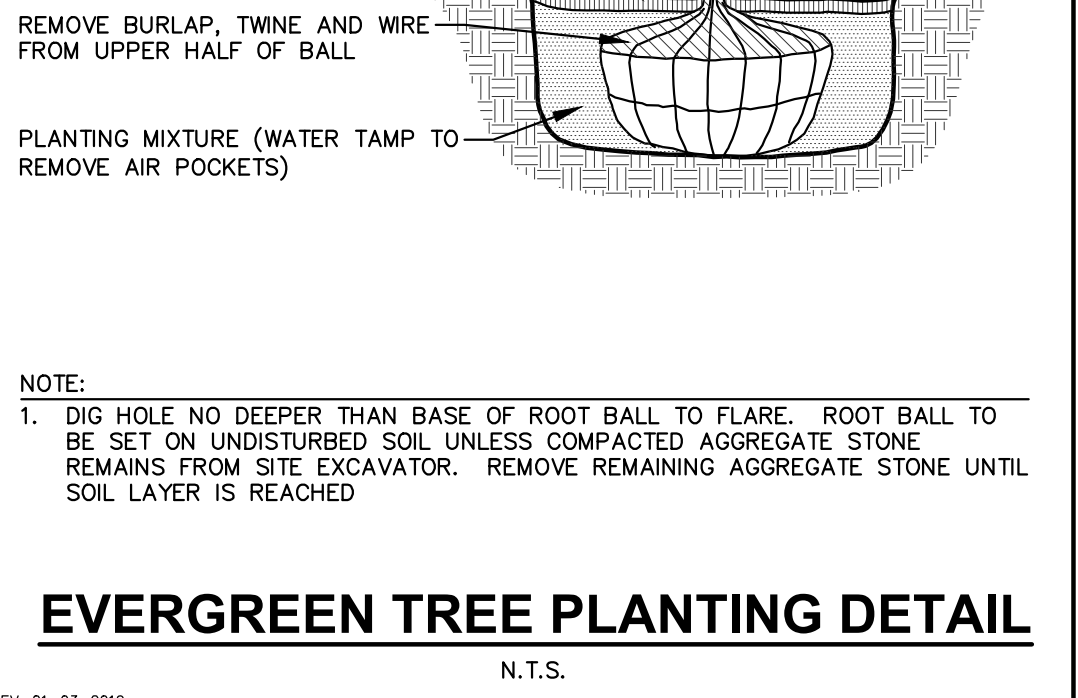 REMOVE BURLAP, TWINE AND WIRE
FROM UPPER HALF OF BALL
PLANTING MIXTURE (WATER TAMP TO
REMOVE AIR POCKETS)
NOTE:
1. DIG HOLE NO DEEPER THAN BASE OF ROOT BALL TO FLARE. ROOT BALL TO
BE SET ON UNDISTURBED SOIL UNLESS COMPACTED AGGREGATE STONE
REMAINS FROM SITE EXCAVATOR. REMOVE REMAINING AGGREGATE STONE UNTIL
SOIL LAYER IS REACHED
EVERGREEN TREE PLANTING DETAIL
N.T.S.